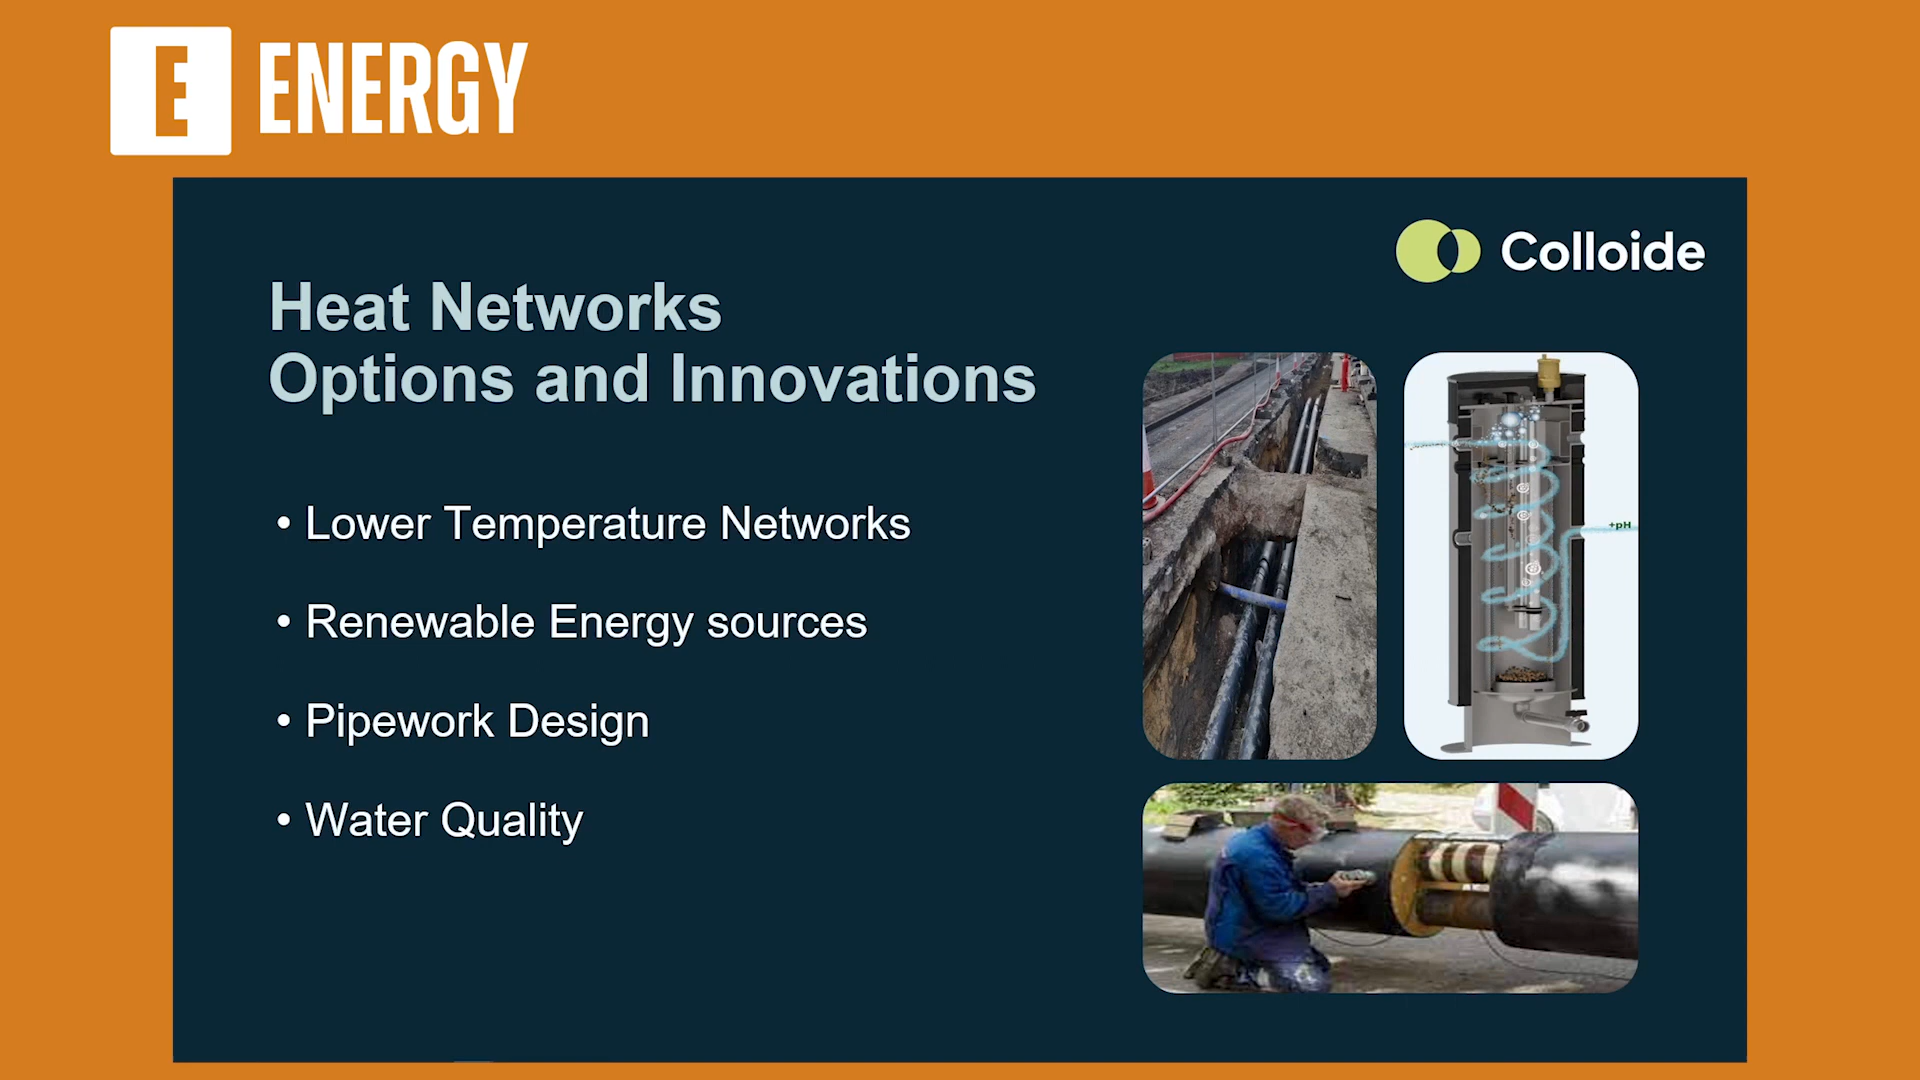 E ENERGY
Colloide
Heat Networks
Options and Innovations
• Lower Temperature Networks
• Renewable Energy sources
• Pipework Design
• Water Quality
+pH